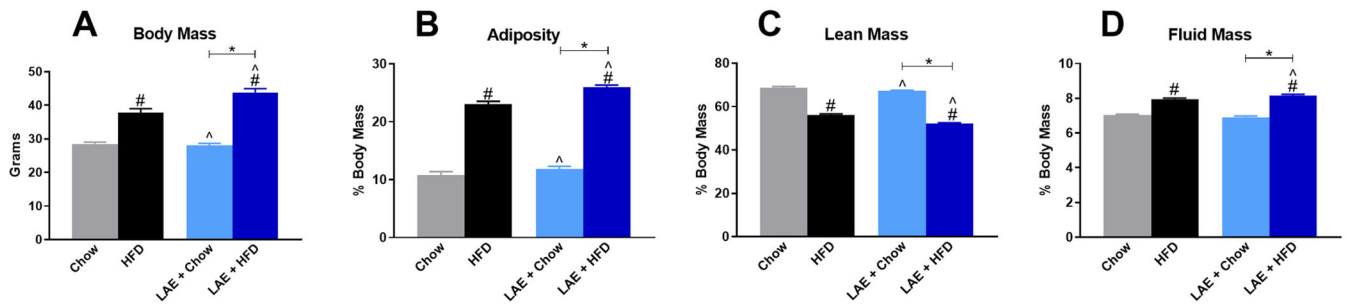 A
Body Mass
*
^
#
#
^
50
40
30
20
10
0
Grams
Chow
HFD
LAE + Chow
LAE + HFD
B
Adiposity
*
^
#
#
^
30
20
10
0
% Body Mass
Chow
HFD
LAE + Chow
LAE + HFD
C
Lean Mass
*
^
^
#
#
80
60
40
20
0
% Body Mass
Chow
HFD
LAE + Chow
LAE + HFD
D
Fluid Mass
*
^
#
#
10
8
6
4
2
0
% Body Mass
Chow
HFD
LAE + Chow
LAE + HFD